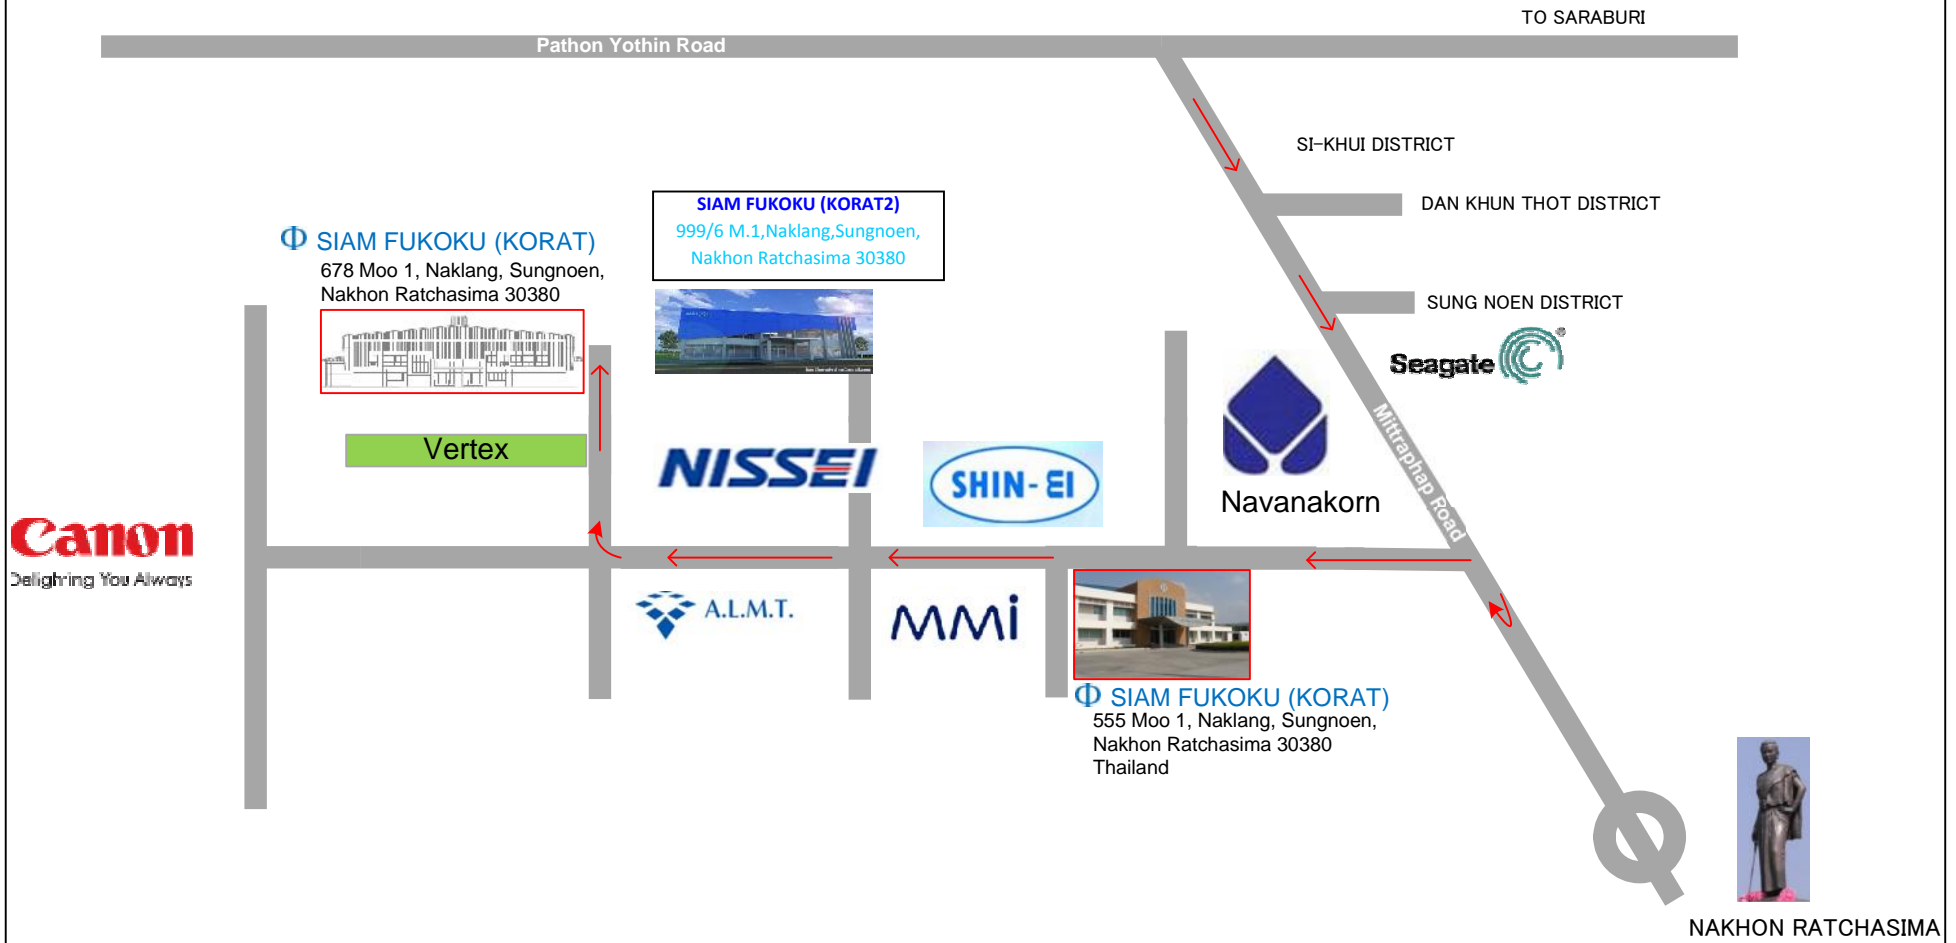 TO SARABURI
Pathon Yothin Road
SI-KHUI DISTRICT
DAN KHUN THOT DISTRICT
SUNG NOEN DISTRICT
Seagate
Mittraphap Road
SIAM FUKOKU (KORAT2)
999/6 M.1,Naklang,Sungnoen,
Nakhon Ratchasima 30380
Φ SIAM FUKOKU (KORAT)
678 Moo 1, Naklang, Sungnoen,
Nakhon Ratchasima 30380
Vertex
NISSEI
SHIN-EI
Navanakorn
Canon
Delighting You Always
A.L.M.T.
MMi
Φ SIAM FUKOKU (KORAT)
555 Moo 1, Naklang, Sungnoen,
Nakhon Ratchasima 30380
Thailand
NAKHON RATCHASIMA